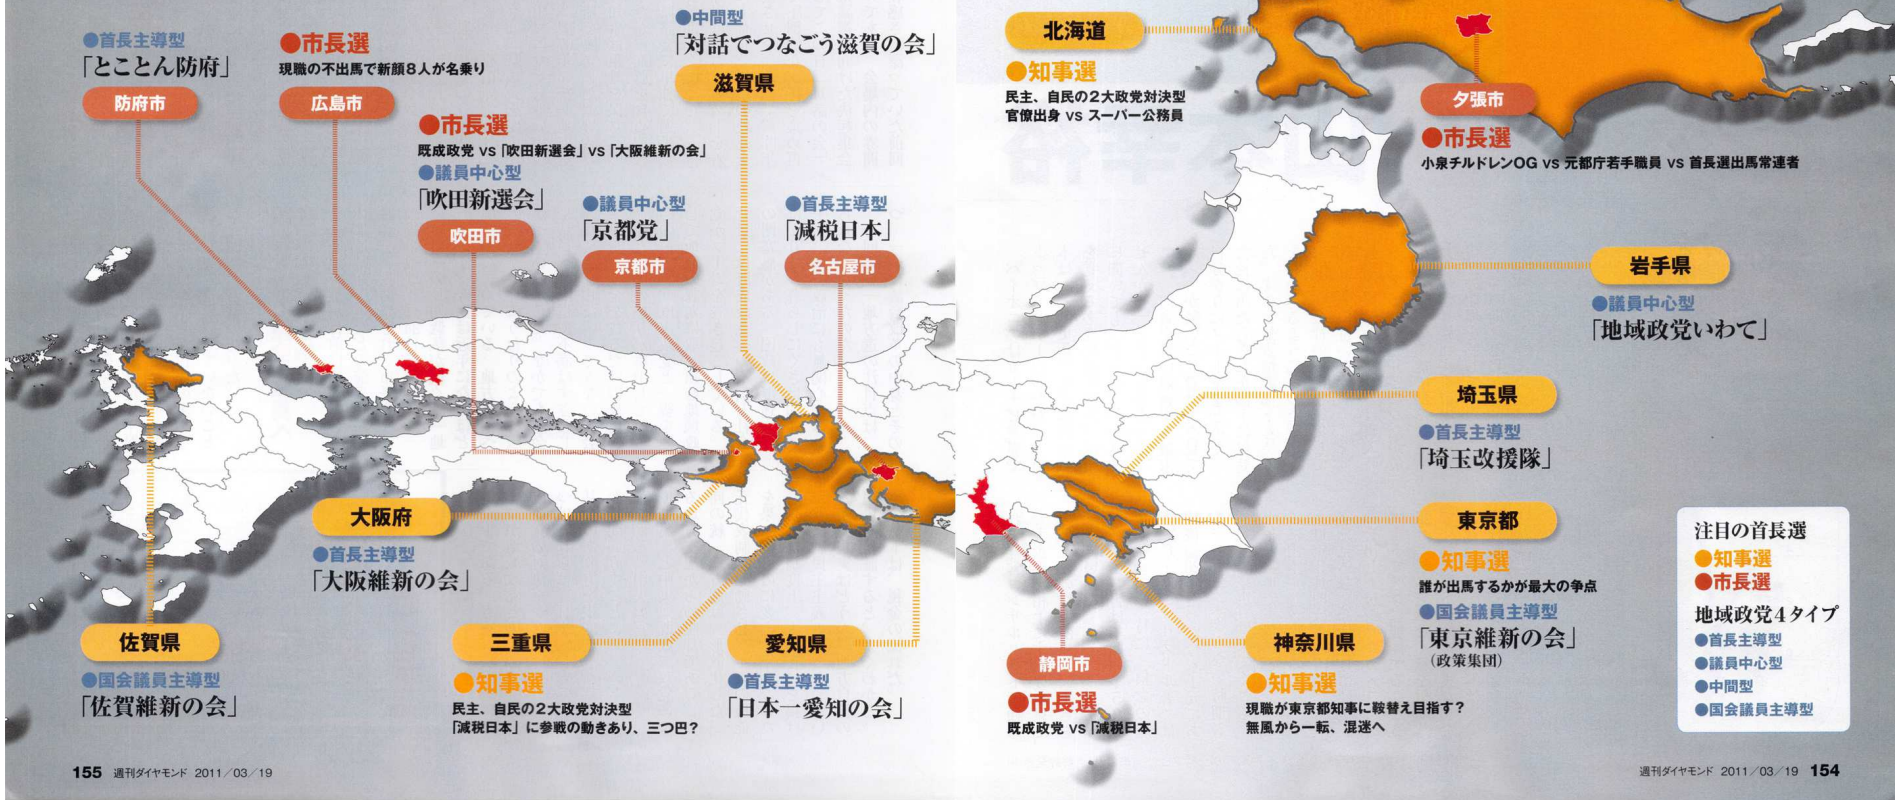 ●首長主導型
「とことん防府」
防府市
●市長選
現職の不出馬で新顔8人が名乗り
広島市
●市長選
既成政党 vs「吹田新選会」vs「大阪維新の会」
●議員中心型
「吹田新選会」
吹田市
●議員中心型
「京都党」
京都市
●中間型
「対話でつなごう滋賀の会」
滋賀県
●首長主導型
「減税日本」
名古屋市
北海道
●知事選
民主、自民の2大政党対決型
官僚出身 vs スーパー公務員
夕張市
●市長選
小泉チルドレンOG vs 元都庁若手職員 vs 首長選出馬常連者
岩手県
●議員中心型
「地域政党いわて」
埼玉県
●首長主導型
「埼玉改援隊」
東京都
●知事選
誰が出馬するかが最大の争点
●国会議員主導型
「東京維新の会」
(政策集団)
大阪府
●首長主導型
「大阪維新の会」
佐賀県
●国会議員主導型
「佐賀維新の会」
三重県
●知事選
民主、自民の2大政党対決型
「減税日本」に参戦の動きあり、三つ巴?
愛知県
●首長主導型
「日本一愛知の会」
静岡市
●市長選
既成政党 vs「減税日本」
神奈川県
●知事選
現職が東京都知事に鞍替え目指す?
無風から一転、混迷へ
注目の首長選
●知事選
●市長選
地域政党4タイプ
●首長主導型
●議員中心型
●中間型
●国会議員主導型
155 週刊ダイヤモンド 2011/03/19
週刊ダイヤモンド 2011/03/19 154